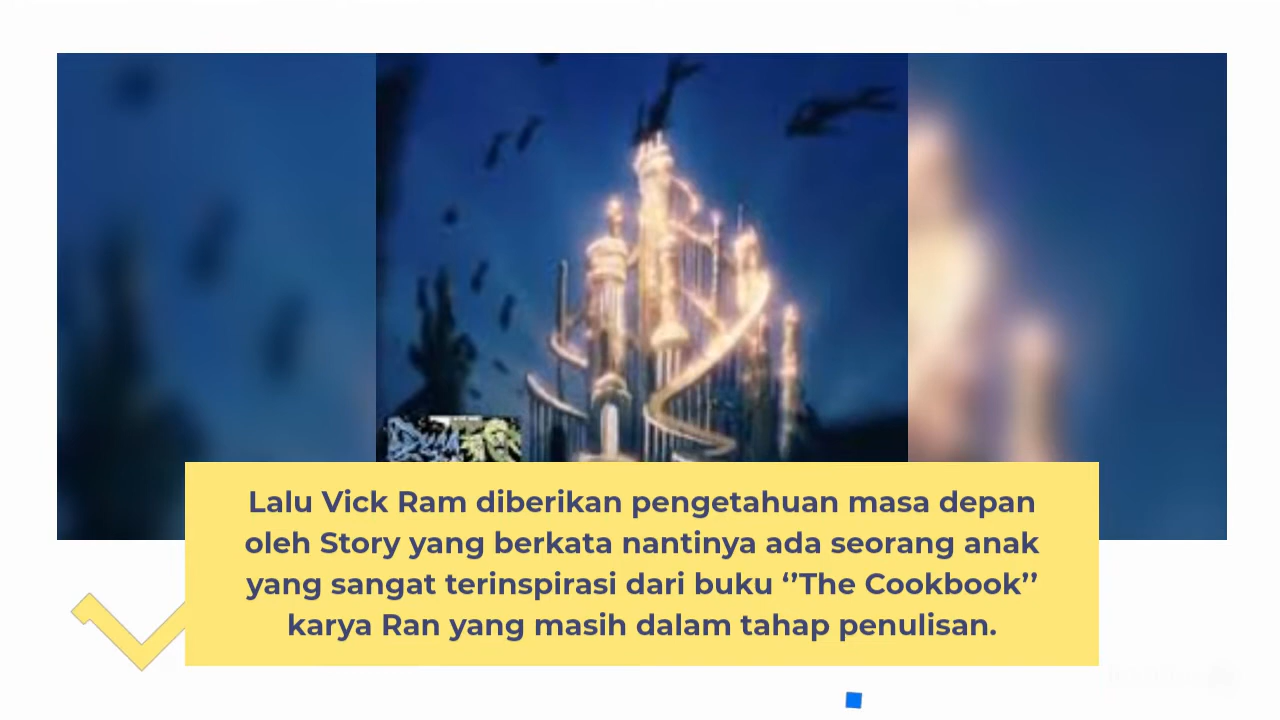 Lalu Vick Ram diberikan pengetahuan masa depan
oleh Story yang berkata nantinya ada seorang anak
yang sangat terinspirasi dari buku ‘’The Cookbook’’
karya Ran yang masih dalam tahap penulisan.